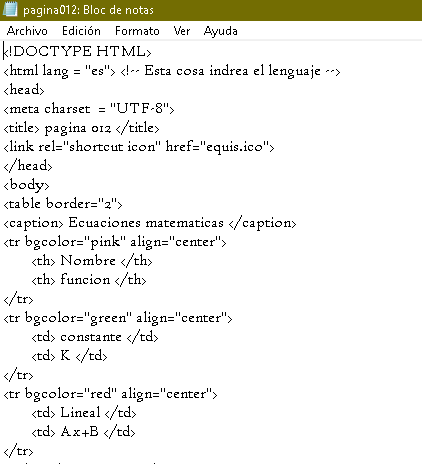 pagina012: Bloc de notas
Archivo Edición Formato Ver Ayuda
<!DOCTYPE HTML>
<html lang = "es"> <!-- Esta cosa indrea el lenguaje -->
<head>
<meta charset  = "UTF-8">
<title> pagina 012 </title>
<link rel="shortcut icon" href="equis.ico">
</head>
<body>
<table border="2">
<caption> Ecuaciones matematicas </caption>
<tr bgcolor="pink" align="center">
<th> Nombre </th>
<th> funcion </th>
</tr>
<tr bgcolor="green" align="center">
<td> constante </td>
<td> K </td>
</tr>
<tr bgcolor="red" align="center">
<td> Lineal </td>
<td> Ax+B </td>
</tr>